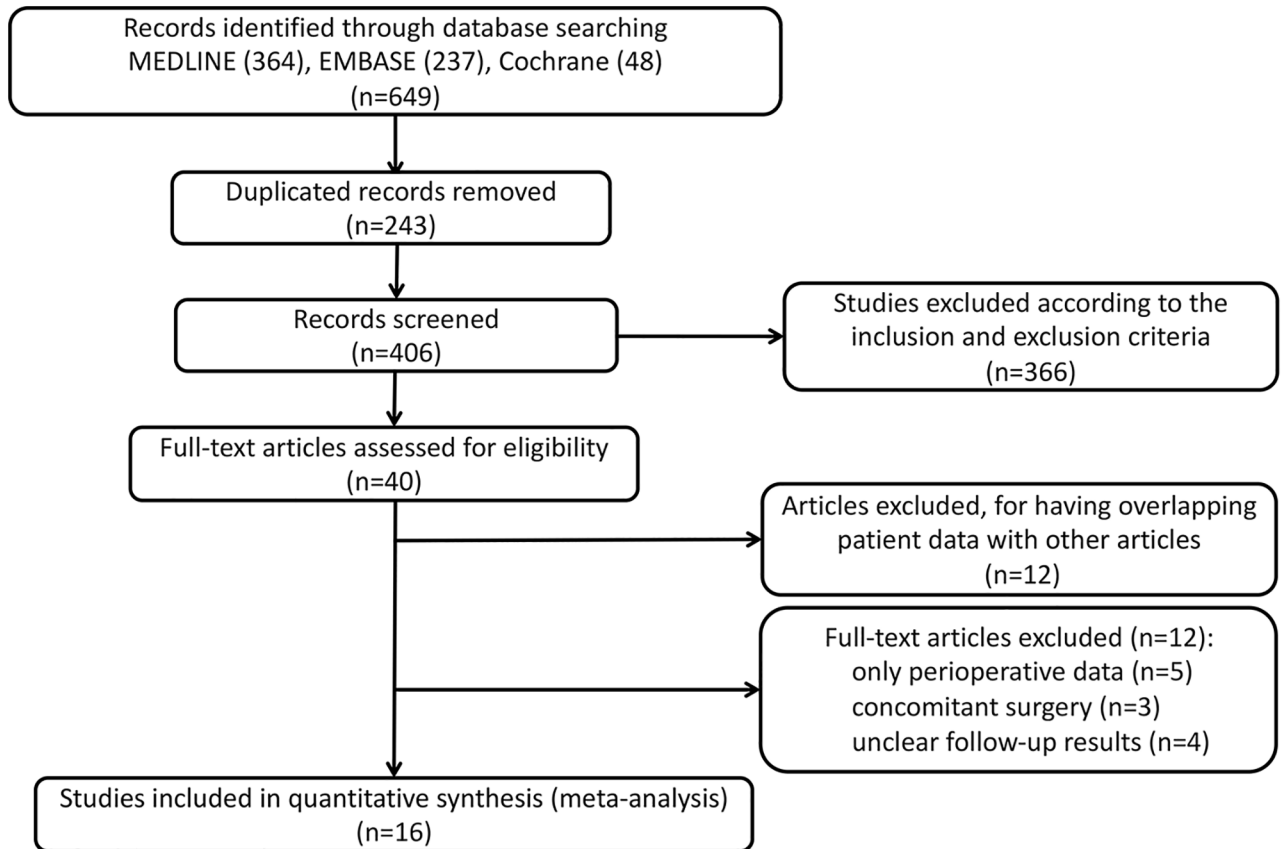 Records identified through database searching
MEDLINE (364), EMBASE (237), Cochrane (48)
(n=649)
Duplicated records removed
(n=243)
Records screened
(n=406)
Studies excluded according to the
inclusion and exclusion criteria
(n=366)
Full-text articles assessed for eligibility
(n=40)
Articles excluded, for having overlapping
patient data with other articles
(n=12)
Full-text articles excluded (n=12):
only perioperative data (n=5)
concomitant surgery (n=3)
unclear follow-up results (n=4)
Studies included in quantitative synthesis (meta-analysis)
(n=16)